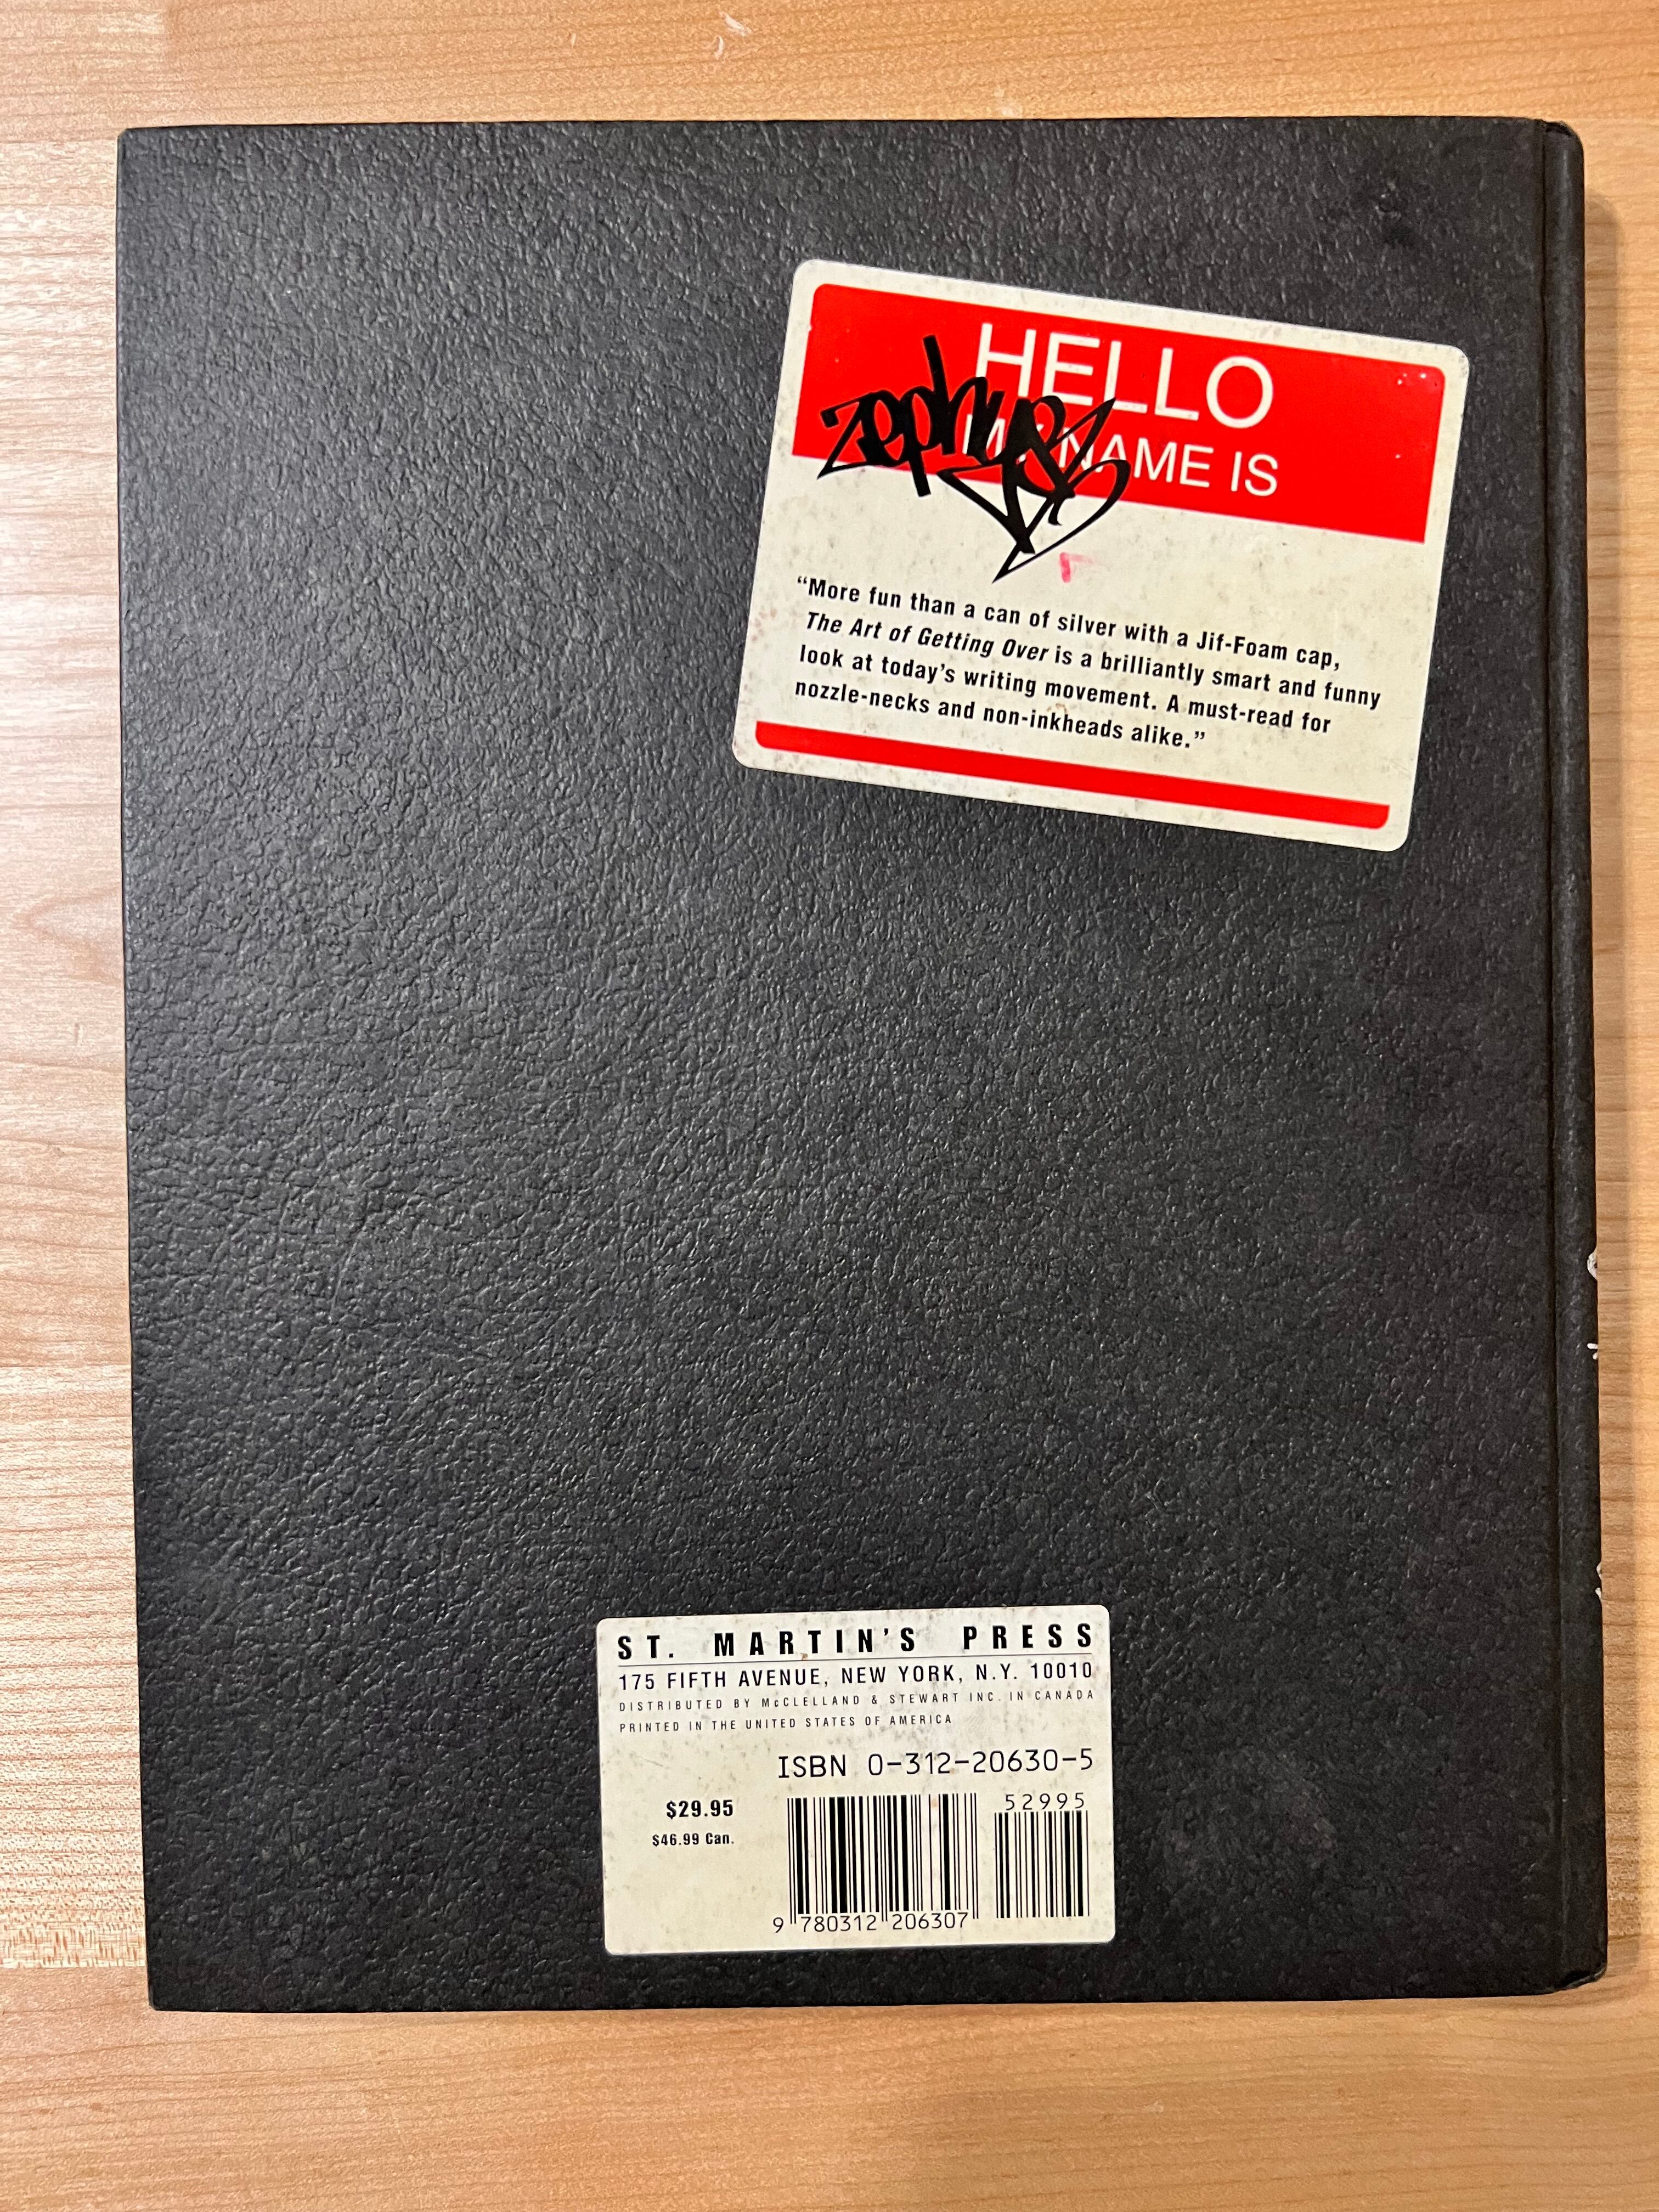 HELLO
MY NAME IS
zephyr
“More fun than a can of silver with a Jif-Foam cap,
The Art of Getting Over is a brilliantly smart and funny
look at today’s writing movement. A must-read for
nozzle-necks and non-inkheads alike.”
ST. MARTIN’S PRESS
175 FIFTH AVENUE, NEW YORK, N.Y. 10010
DISTRIBUTED BY McCLELLAND & STEWART INC. IN CANADA
PRINTED IN THE UNITED STATES OF AMERICA
ISBN 0-312-20630-5
$29.95
$46.99 Can.
52995
9 780312 206307